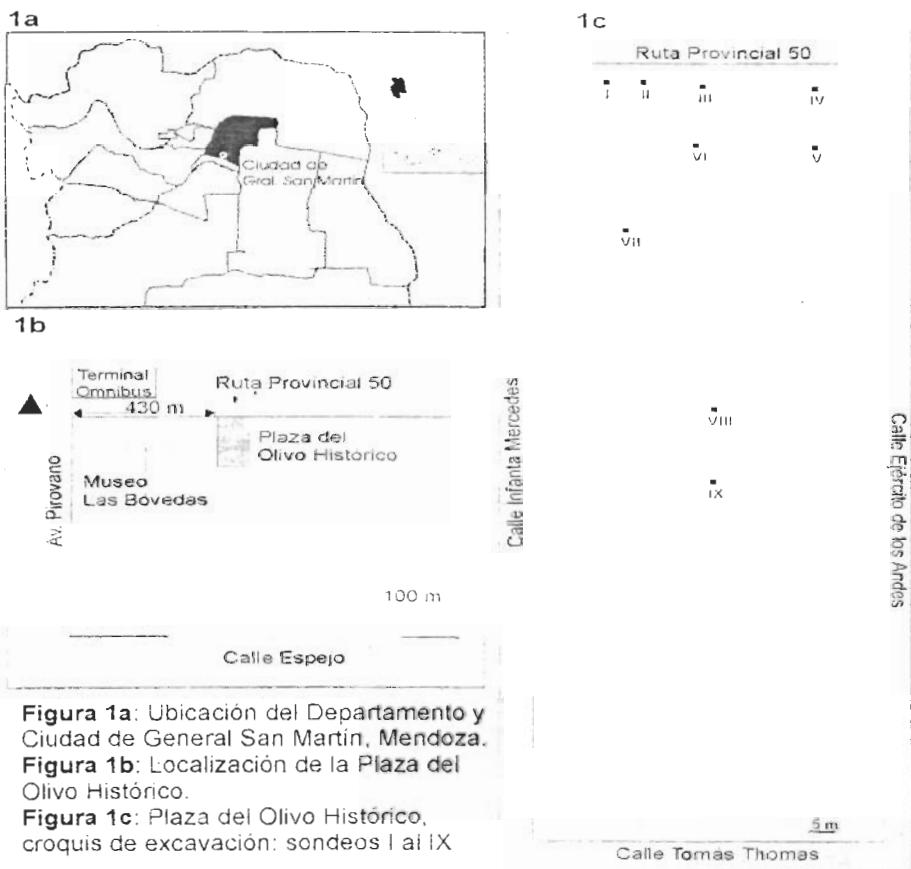 1a
Ciudad de
Gral. San Martín
1b
Terminal
Omnibus
430 m
Ruta Provincial 50
Plaza del
Olivo Histórico
Museo
Las Bóvedas
Av. Pirovano
100 m
Calle Espejo
Figura 1a: Ubicación del Departamento y
Ciudad de General San Martín, Mendoza.
Figura 1b: Localización de la Plaza del
Olivo Histórico.
Figura 1c: Plaza del Olivo Histórico,
croquis de excavación: sondeos I al IX
1c
Ruta Provincial 50
I
II
III
IV
VI
V
VII
VIII
IX
Calle Infanta Mercedes
Calle Ejército de los Andes
5 m
Calle Tomás Thomas